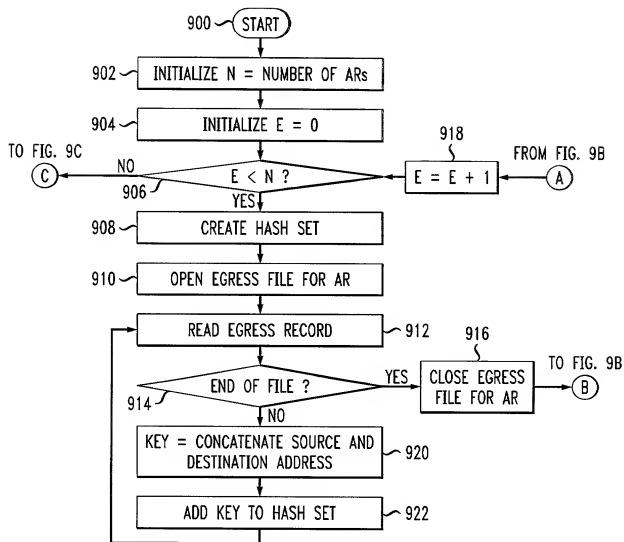 900
START
902
INITIALIZE N = NUMBER OF ARs
904
INITIALIZE E = 0
TO FIG. 9C
C
NO
906
E < N ?
918
E = E + 1
FROM FIG. 9B
A
YES
908
CREATE HASH SET
910
OPEN EGRESS FILE FOR AR
READ EGRESS RECORD
912
914
END OF FILE ?
YES
916
CLOSE EGRESS
FILE FOR AR
TO FIG. 9B
B
NO
KEY = CONCATENATE SOURCE AND
DESTINATION ADDRESS
920
ADD KEY TO HASH SET
922